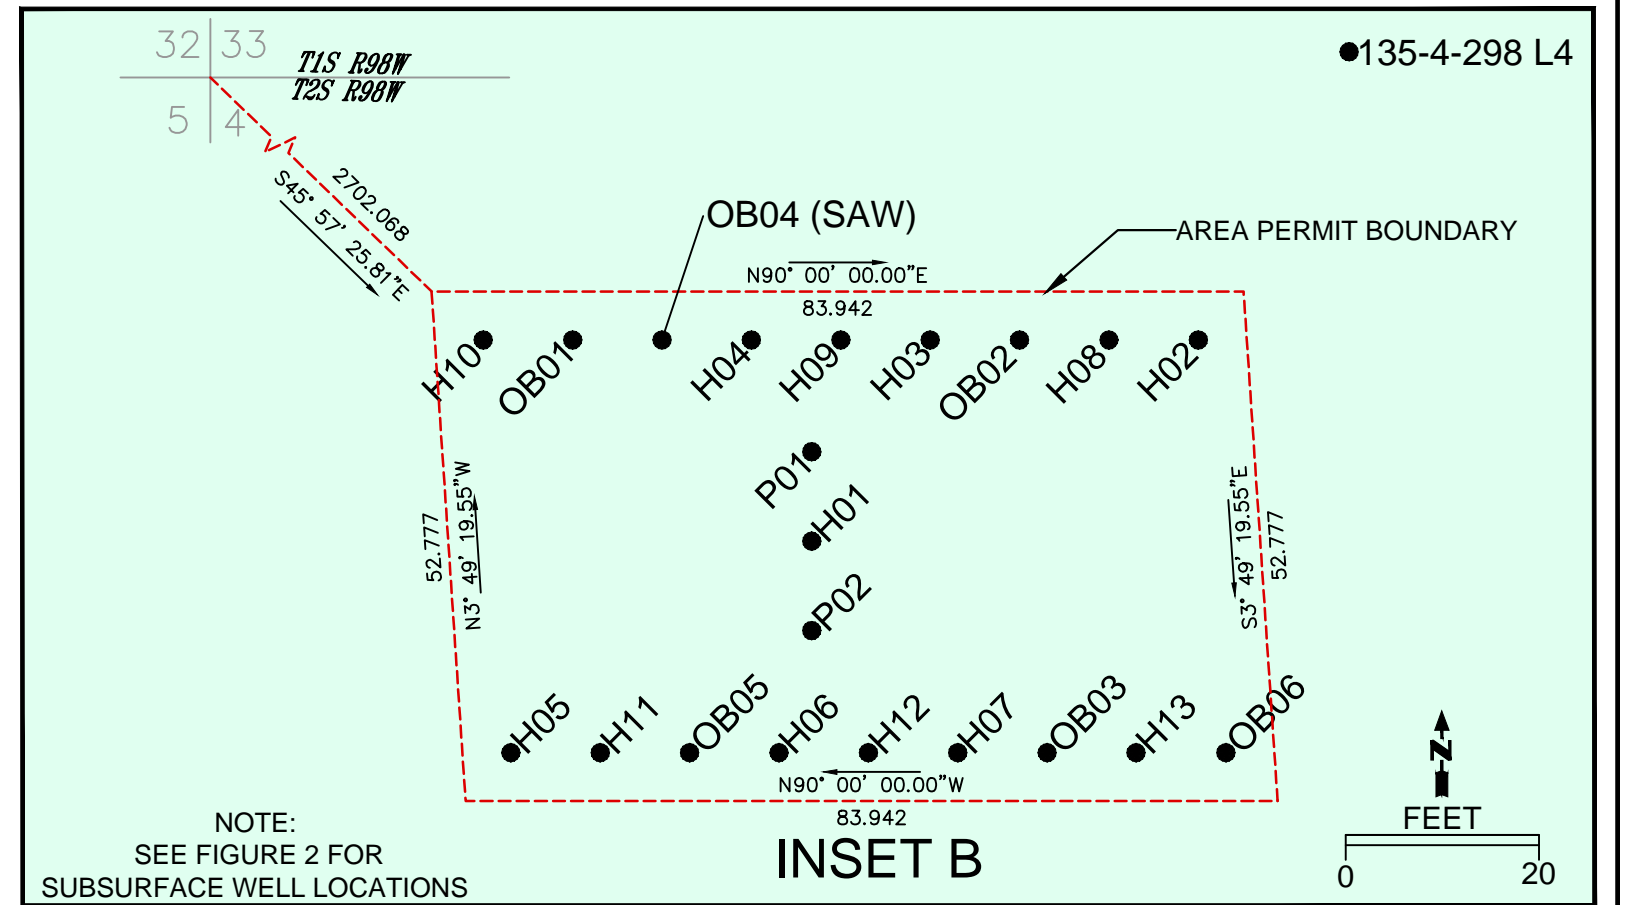 32 33
T1S R98W
T2S R98W
5 4
135-4-298 L4
2702.068
S45° 57' 25.81"E
OB04 (SAW)
AREA PERMIT BOUNDARY
N90° 00' 00.00"E
83.942
H10
OB01
H04
H09
H03
OB02
H08
H02
P01
H01
P02
52.777
N3° 49' 19.55"W
S3° 49' 19.55"E
52.777
H05
H11
OB05
H06
H12
H07
OB03
H13
OB06
N90° 00' 00.00"W
83.942
INSET B
NOTE:
SEE FIGURE 2 FOR
SUBSURFACE WELL LOCATIONS
N
FEET
0 20